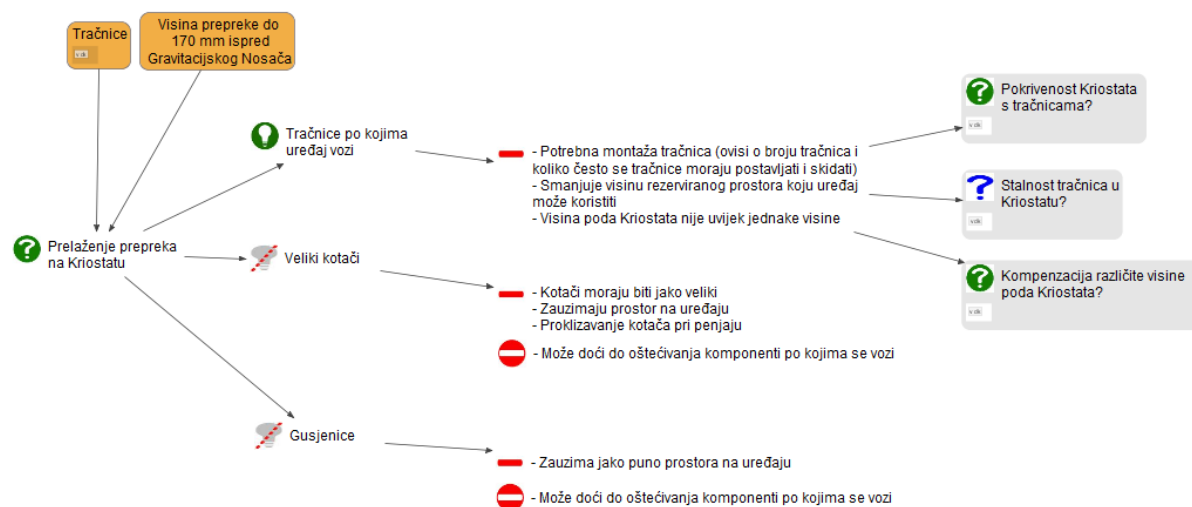 Tračnice
Visina prepreke do
170 mm ispred
Gravitacijskog Nosača
Tračnice po kojima
uređaj vozi
- Potrebna montaža tračnica (ovisi o broju tračnica i
koliko često se tračnice moraju postavljati i skidati)
- Smanjuje visinu rezerviranog prostora koju uređaj
može koristiti
- Visina poda Kriostata nije uvijek jednake visine
Pokrivenost Kriostata
s tračnicama?
Stalnost tračnica u
Kriostatu?
Kompenzacija različite visine
poda Kriostata?
Prelaženje prepreka
na Kriostatu
Veliki kotači
- Kotači moraju biti jako veliki
- Zauzimaju prostor na uređaju
- Proklizavanje kotača pri penjaju
- Može doći do oštećivanja komponenti po kojima se vozi
Gusjenice
- Zauzima jako puno prostora na uređaju
- Može doći do oštećivanja komponenti po kojima se vozi